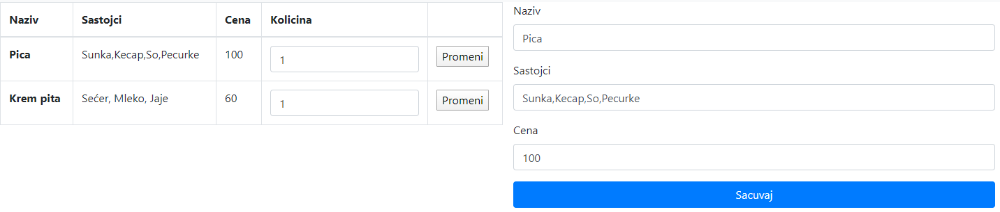 Naziv Sastojci Cena Kolicina
Pica Sunka,Kecap,So,Pecurke 100 1 Promeni
Krem pita Sećer, Mleko, Jaje 60 1 Promeni
Naziv
Pica
Sastojci
Sunka,Kecap,So,Pecurke
Cena
100
Sacuvaj